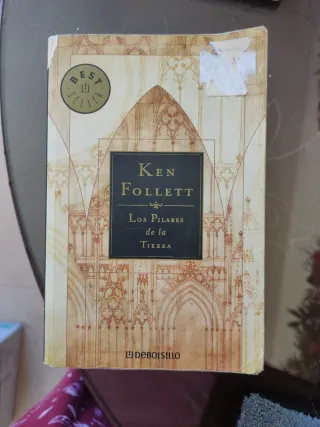 BEST
SELLER
KEN
FOLLETT
LOS PILARES
de la
TIERRA
DEBOLSILLO